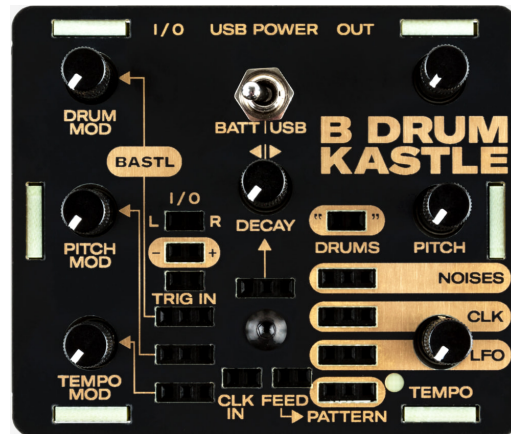 I/O USB POWER OUT
DRUM
MOD
BATT USB
B DRUM
KASTLE
BASTL
I/O
L R
DECAY
" "
DRUMS
PITCH
PITCH
MOD
- +
TRIG IN
NOISES
CLK
LFO
TEMPO
MOD
CLK
IN
FEED
PATTERN
TEMPO